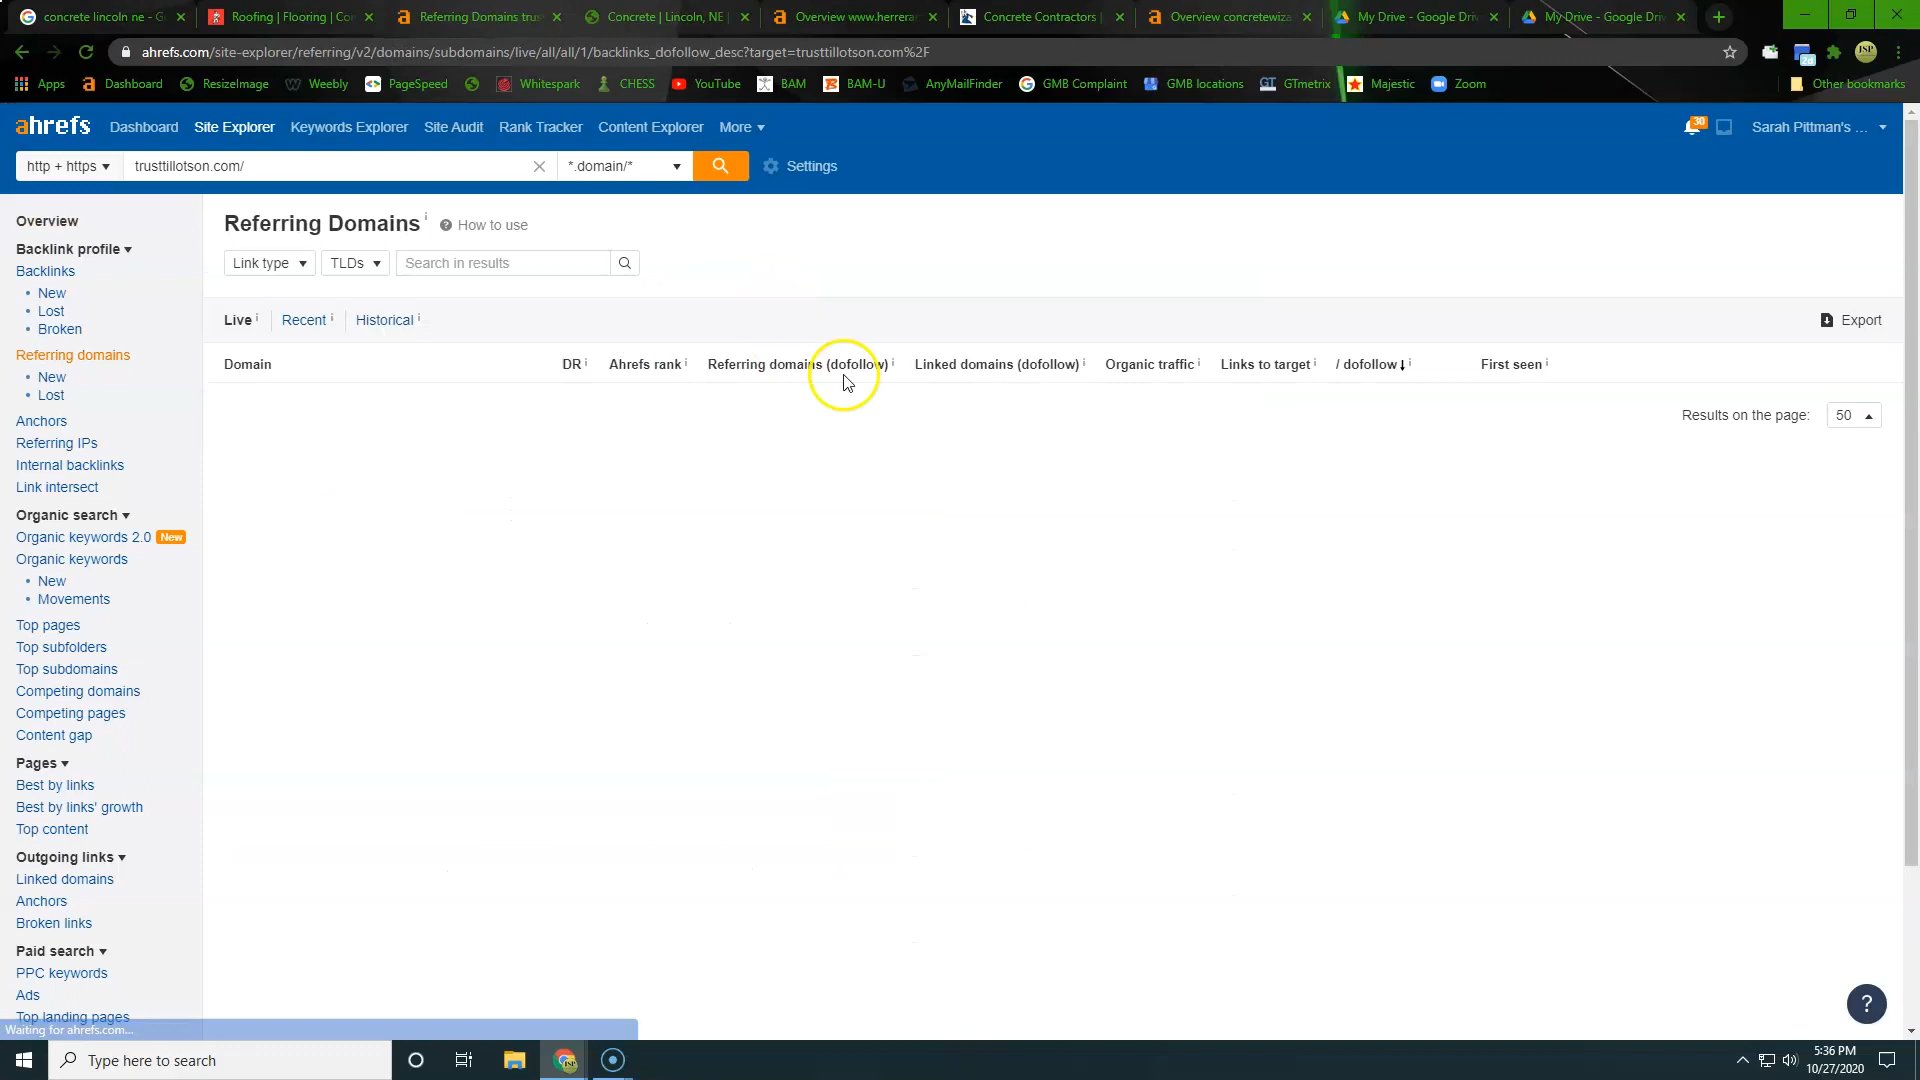 concrete lincoln ne - G
Roofing | Flooring | Co
Referring Domains trus
Concrete | Lincoln, NE |
Overview www.herrerac
Concrete Contractors |
Overview concretewiza
My Drive - Google Driv
My Drive - Google Driv
ahrefs.com/site-explorer/referring/v2/domains/subdomains/live/all/all/1/backlinks_dofollow_desc?target=trusttillotson.com%2F
JSP
2d
Apps
Dashboard
ResizeImage
Weebly
PageSpeed
Whitespark
CHESS
YouTube
BAM
BAM-U
AnyMailFinder
GMB Complaint
GMB locations
GTmetrix
Majestic
Zoom
Other bookmarks
ahrefs
Dashboard
Site Explorer
Keywords Explorer
Site Audit
Rank Tracker
Content Explorer
More
30
Sarah Pittman's ...
http + https
trusttillotson.com/
*.domain/*
Settings
Overview
Backlink profile
Backlinks
New
Lost
Broken
Referring domains
New
Lost
Anchors
Referring IPs
Internal backlinks
Link intersect
Organic search
Organic keywords 2.0 New
Organic keywords
New
Movements
Top pages
Top subfolders
Top subdomains
Competing domains
Competing pages
Content gap
Pages
Best by links
Best by links' growth
Top content
Outgoing links
Linked domains
Anchors
Broken links
Paid search
PPC keywords
Ads
Top landing pages
Waiting for ahrefs.com...
Referring Domains
How to use
Link type
TLDs
Search in results
Live
Recent
Historical
Export
Domain
DR
Ahrefs rank
Referring domains (dofollow)
Linked domains (dofollow)
Organic traffic
Links to target
/ dofollow
First seen
Results on the page:
50
?
Type here to search
5:36 PM
10/27/2020